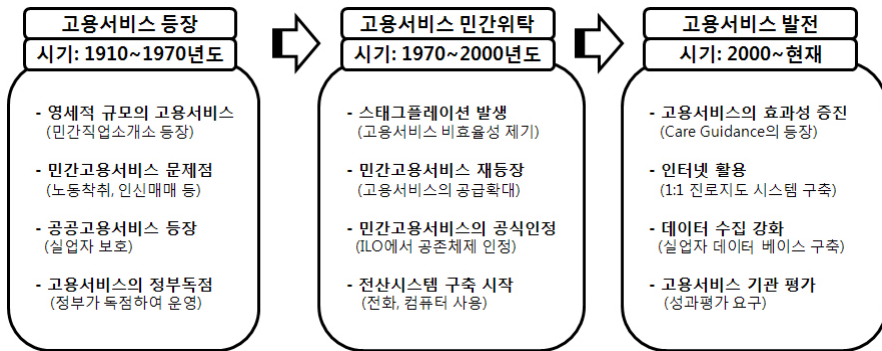 고용서비스 등장
시기: 1910~1970년도
- 영세적 규모의 고용서비스
(민간직업소개소 등장)
- 민간고용서비스 문제점
(노동착취, 인신매매 등)
- 공공고용서비스 등장
(실업자 보호)
- 고용서비스의 정부독점
(정부가 독점하여 운영)
고용서비스 민간위탁
시기: 1970~2000년도
- 스태그플레이션 발생
(고용서비스 비효율성 제기)
- 민간고용서비스 재등장
(고용서비스의 공급확대)
- 민간고용서비스의 공식인정
(ILO에서 공존체제 인정)
- 전산시스템 구축 시작
(전화, 컴퓨터 사용)
고용서비스 발전
시기: 2000~현재
- 고용서비스의 효과성 증진
(Care Guidance의 등장)
- 인터넷 활용
(1:1 진로지도 시스템 구축)
- 데이터 수집 강화
(실업자 데이터 베이스 구축)
- 고용서비스 기관 평가
(성과평가 요구)